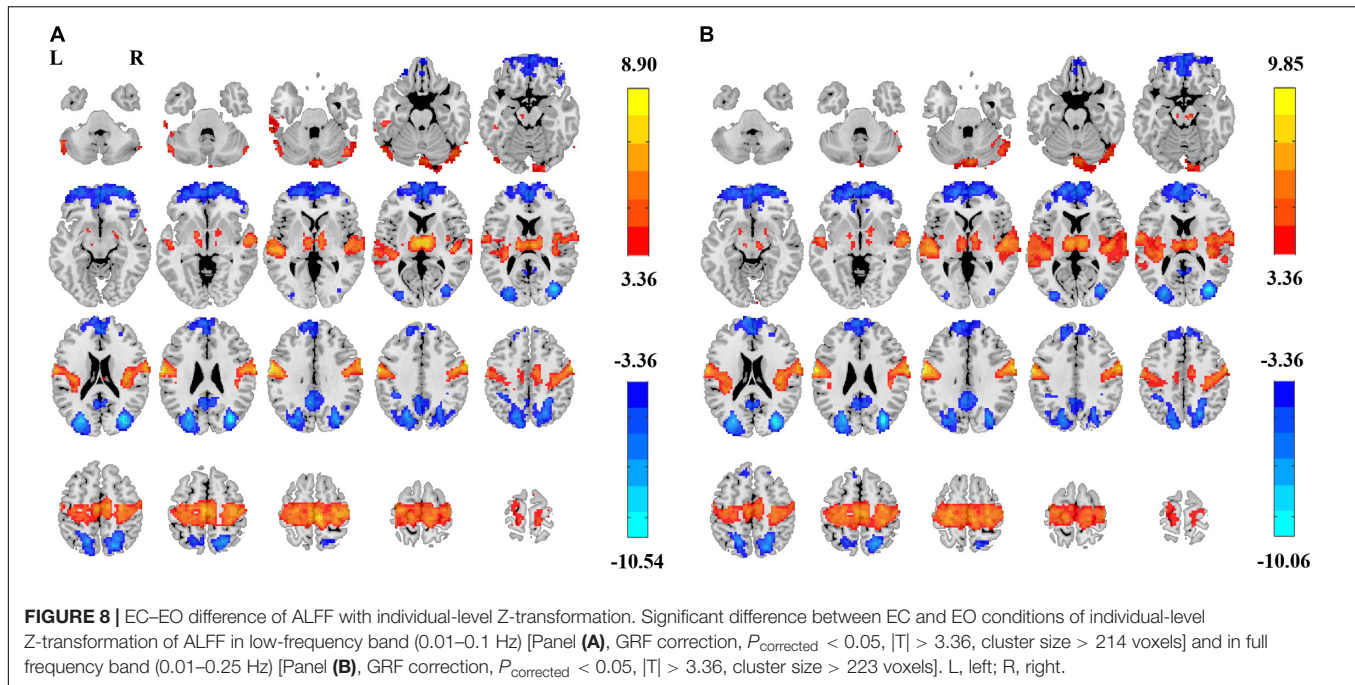 A
B
L R
8.90
3.36
-3.36
-10.54
9.85
3.36
-3.36
-10.06
FIGURE 8 | EC–EO difference of ALFF with individual-level Z-transformation. Significant difference between EC and EO conditions of individual-level
Z-transformation of ALFF in low-frequency band (0.01–0.1 Hz) [Panel (A), GRF correction, P corrected < 0.05, |T| > 3.36, cluster size > 214 voxels] and in full
frequency band (0.01–0.25 Hz) [Panel (B), GRF correction, P corrected < 0.05, |T| > 3.36, cluster size > 223 voxels]. L, left; R, right.